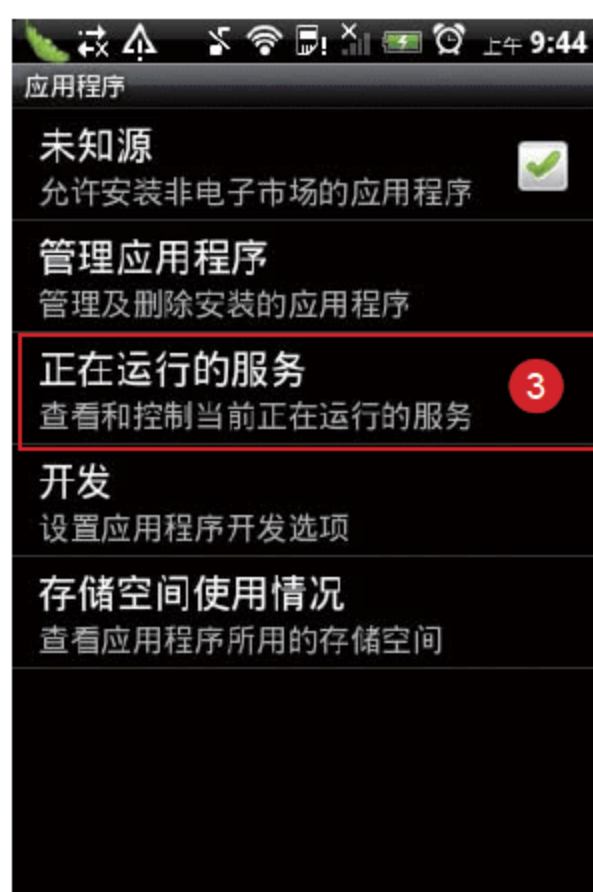 上午 9:44
应用程序
未知源
允许安装非电子市场的应用程序
管理应用程序
管理及删除安装的应用程序
正在运行的服务
3
查看和控制当前正在运行的服务
开发
设置应用程序开发选项
存储空间使用情况
查看应用程序所用的存储空间